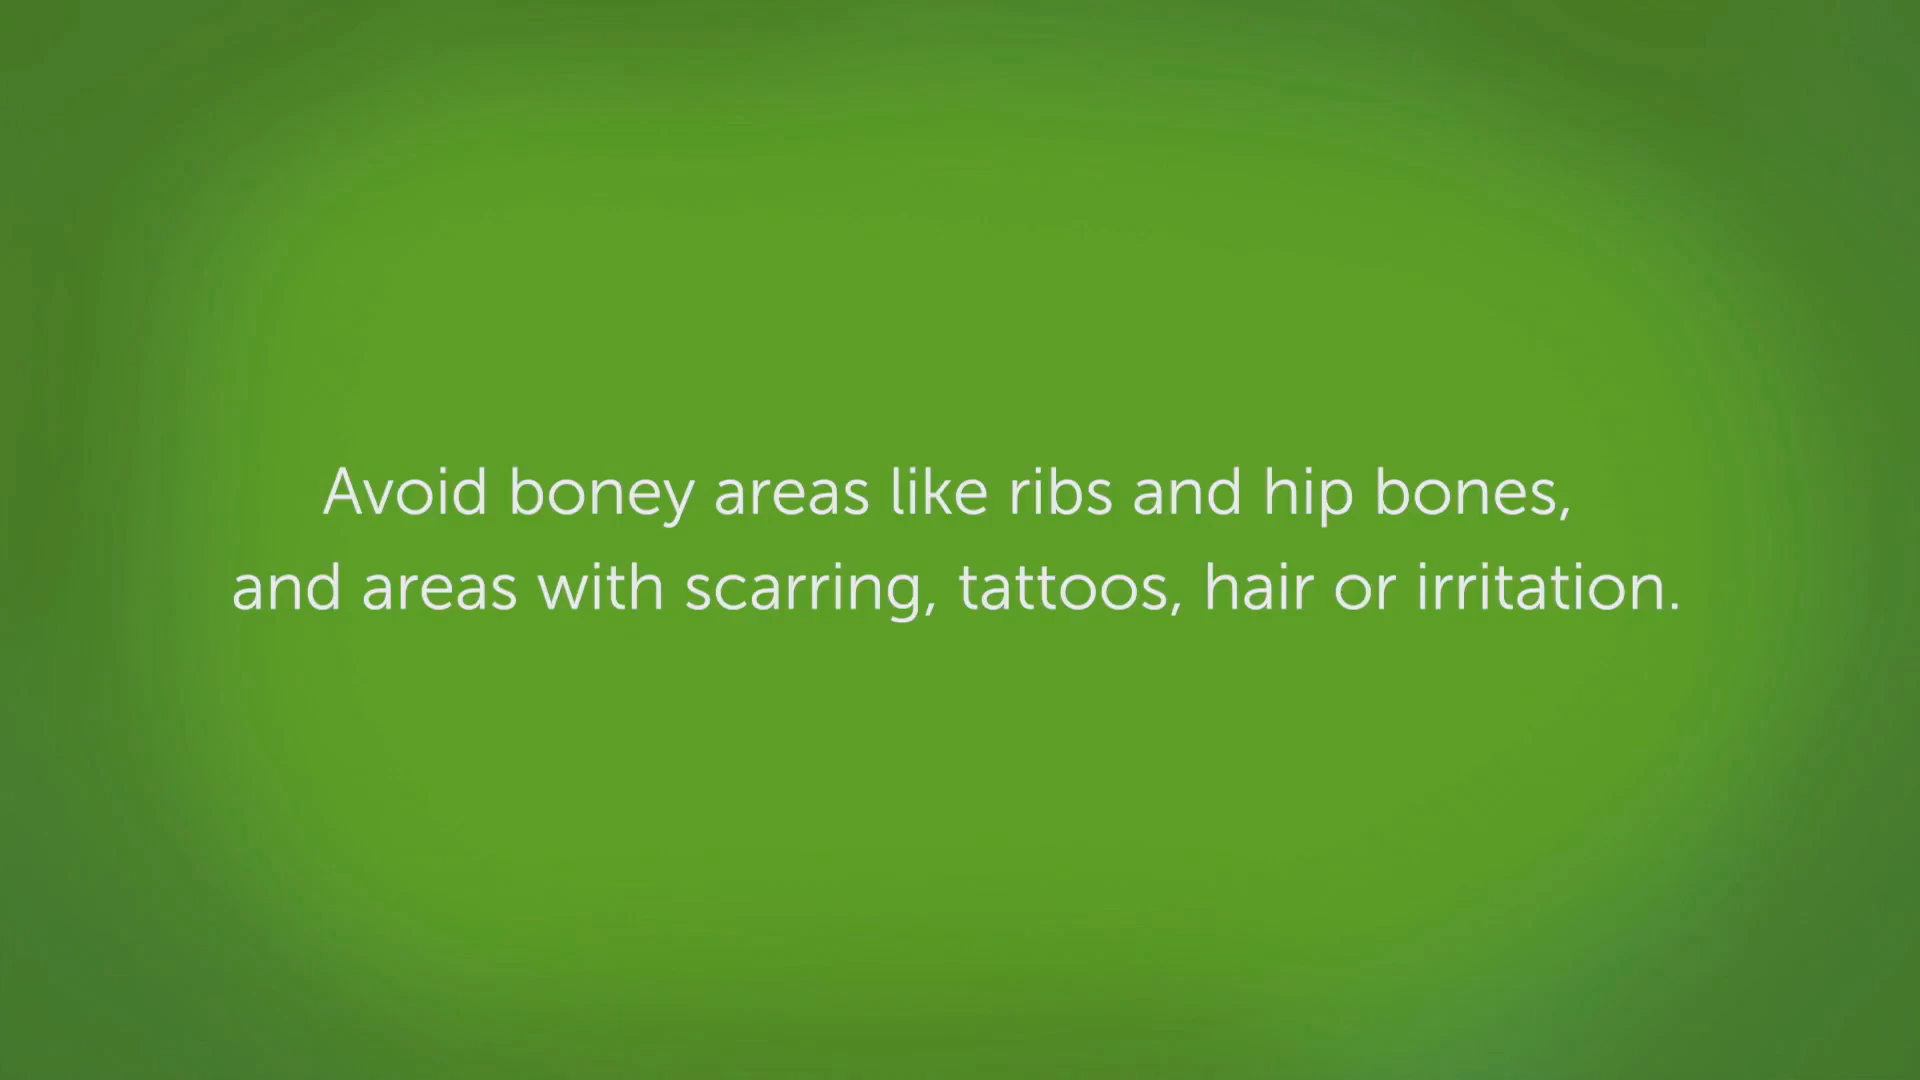 Avoid boney areas like ribs and hip bones,
and areas with scarring, tattoos, hair or irritation.